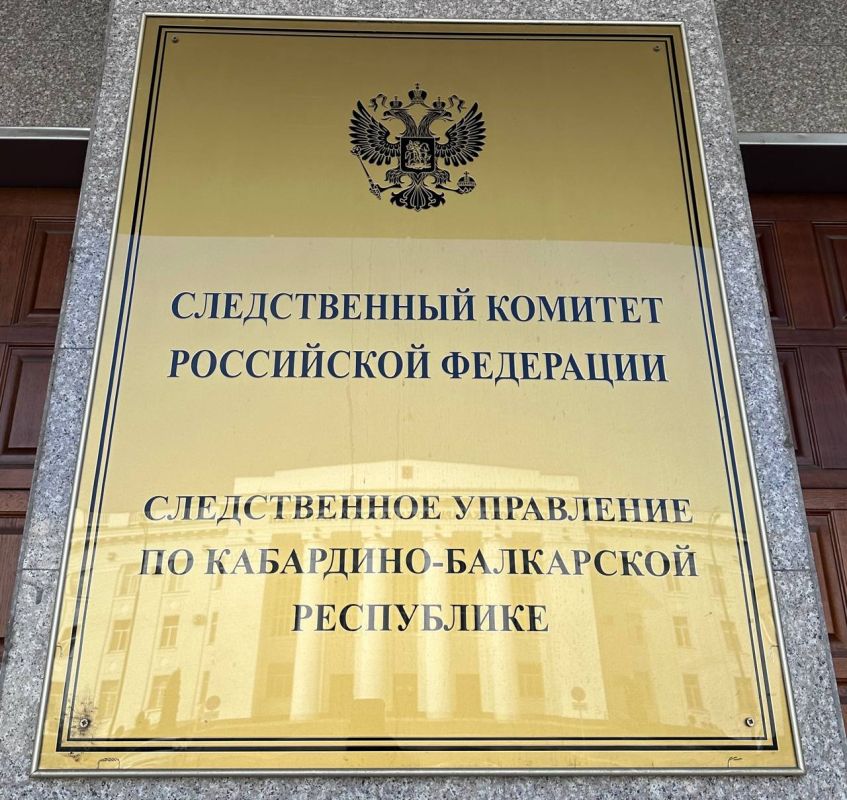 СЛЕДСТВЕННЫЙ КОМИТЕТ
РОССИЙСКОЙ ФЕДЕРАЦИИ
СЛЕДСТВЕННОЕ УПРАВЛЕНИЕ
ПО КАБАРДИНО-БАЛКАРСКОЙ
РЕСПУБЛИКЕ